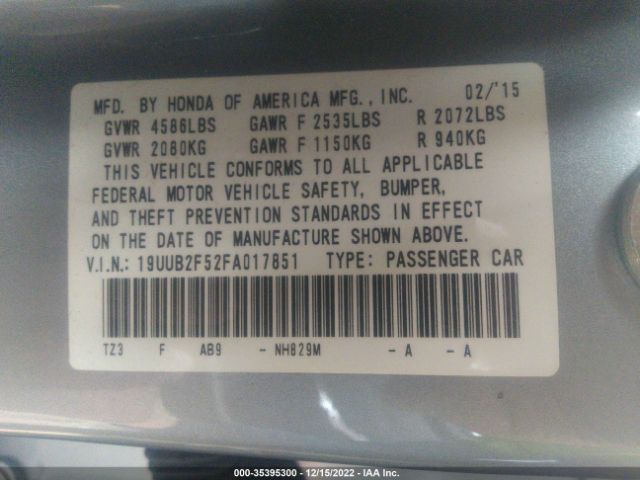 MFD. BY HONDA OF AMERICA MFG., INC. 02/'15
GVWR 4586LBS GAWR F 2535LBS R 2072LBS
GVWR 2080KG GAWR F 1150KG R 940KG
THIS VEHICLE CONFORMS TO ALL APPLICABLE
FEDERAL MOTOR VEHICLE SAFETY, BUMPER,
AND THEFT PREVENTION STANDARDS IN EFFECT
ON THE DATE OF MANUFACTURE SHOWN ABOVE.
V.I.N.: 19UUB2F52FA017851 TYPE: PASSENGER CAR
TZ3 F AB9 - NH829M - A - A
000-35395300 - 12/15/2022 - IAA Inc.